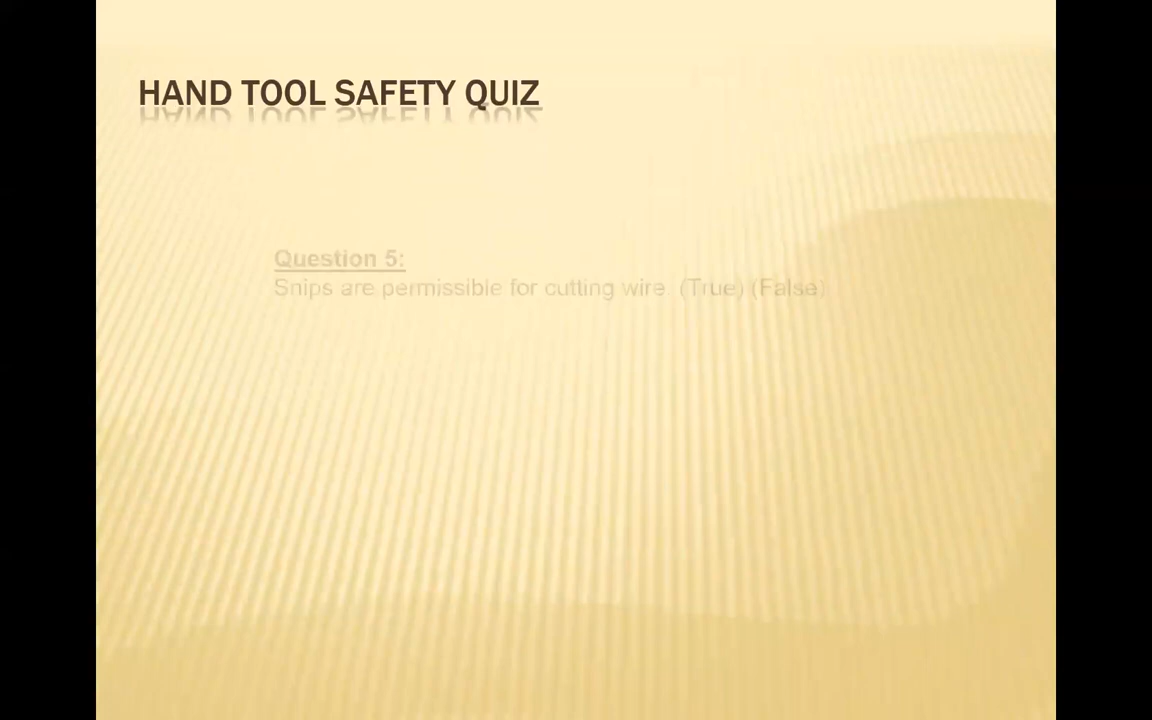 HAND TOOL SAFETY QUIZ
Question 5:
Snips are permissible for cutting wire. (True) (False)